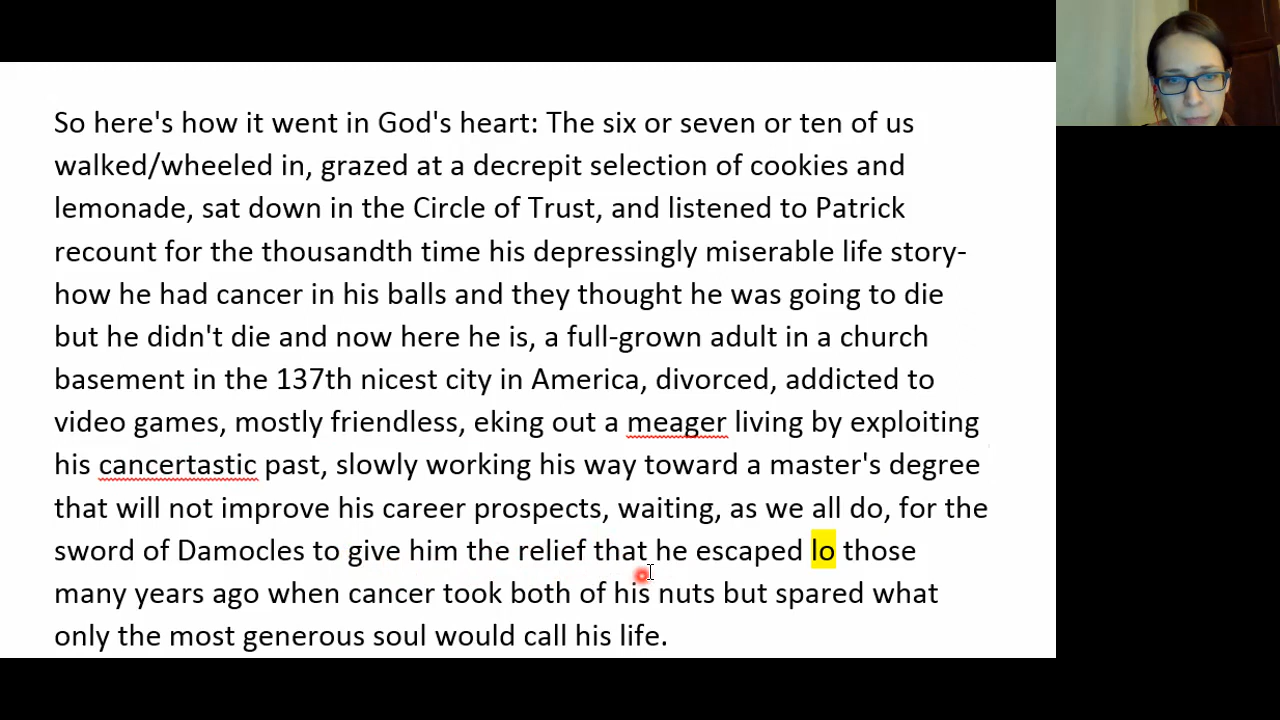 So here's how it went in God's heart: The six or seven or ten of us
walked/wheeled in, grazed at a decrepit selection of cookies and
lemonade, sat down in the Circle of Trust, and listened to Patrick
recount for the thousandth time his depressingly miserable life story-
how he had cancer in his balls and they thought he was going to die
but he didn't die and now here he is, a full-grown adult in a church
basement in the 137th nicest city in America, divorced, addicted to
video games, mostly friendless, eking out a meager living by exploiting
his cancertastic past, slowly working his way toward a master's degree
that will not improve his career prospects, waiting, as we all do, for the
sword of Damocles to give him the relief that he escaped lo those
many years ago when cancer took both of his nuts but spared what
only the most generous soul would call his life.